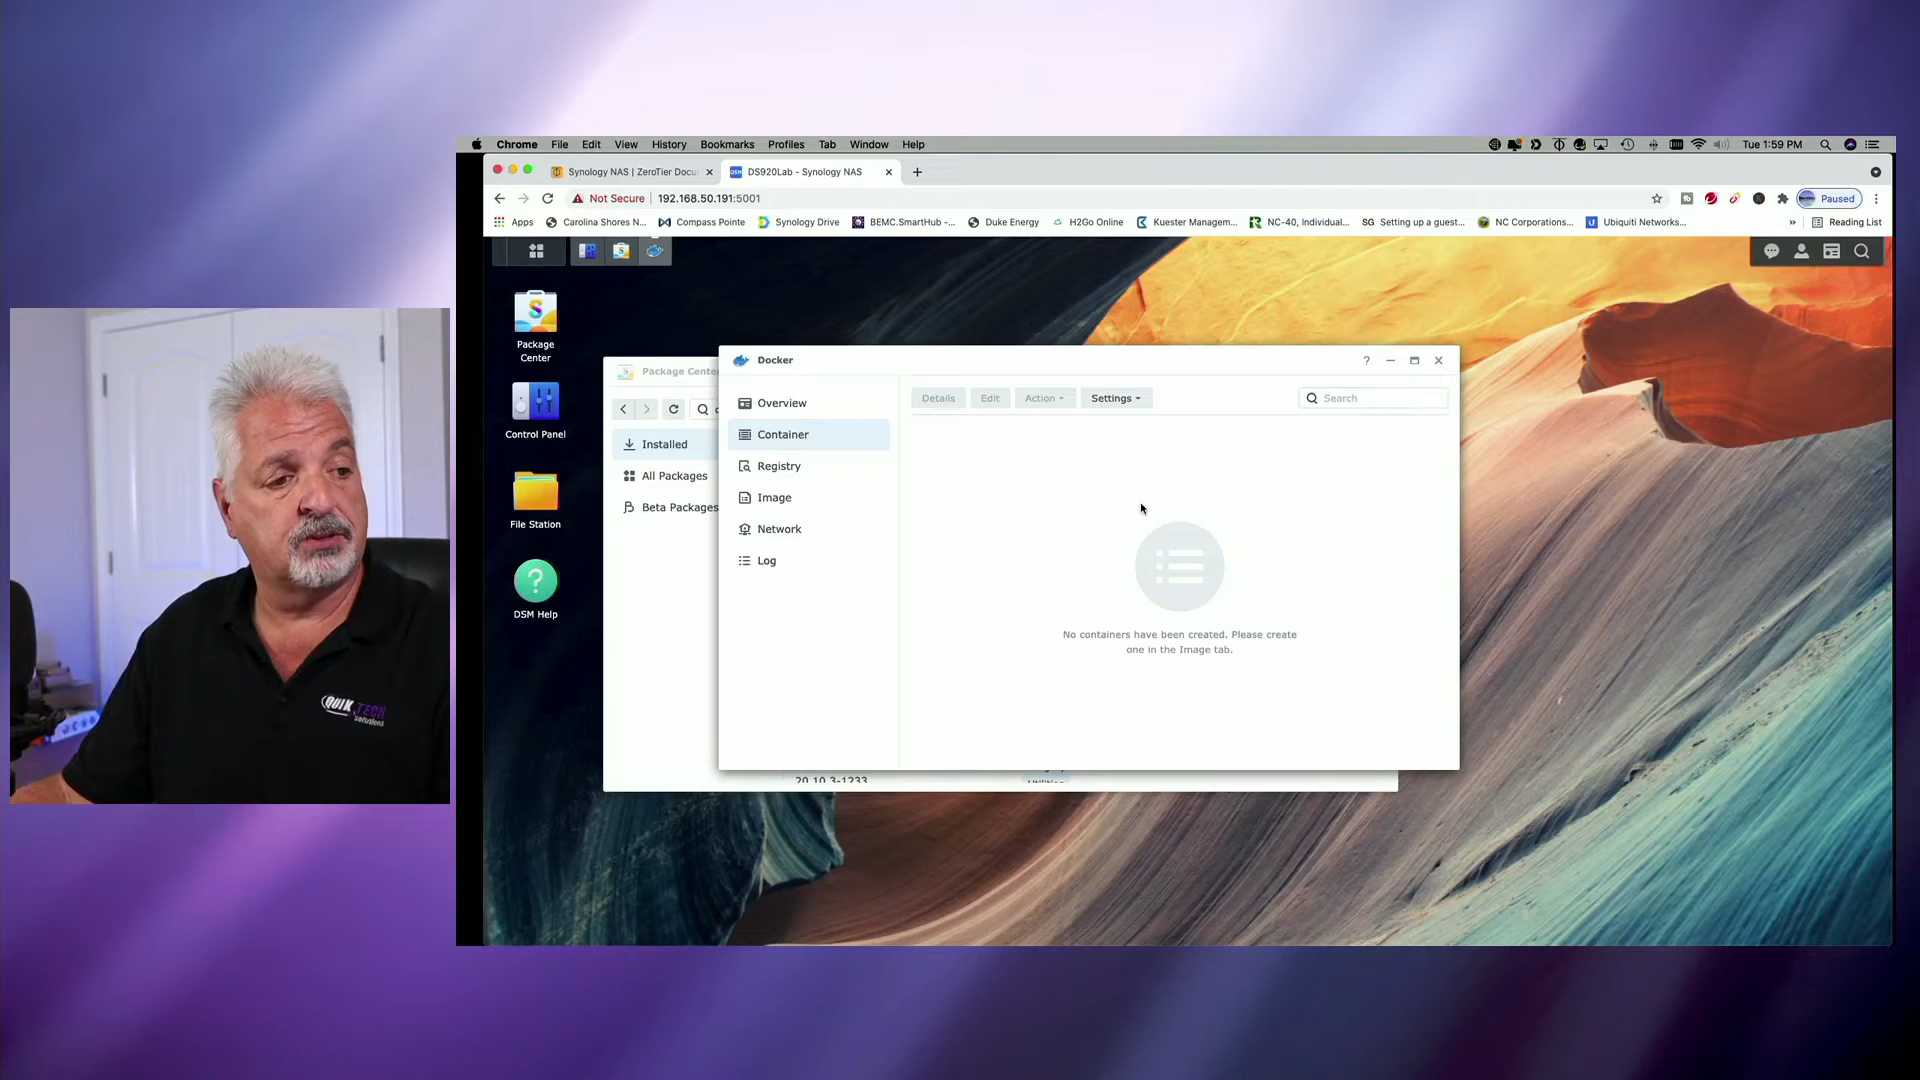 Chrome File Edit View History Bookmarks Profiles Tab Window Help
Tue 1:59 PM
Synology NAS | ZeroTier Docu
DS920Lab - Synology NAS
Not Secure 192.168.50.191:5001
Paused
Apps Carolina Shores N... Compass Pointe Synology Drive BEMC.SmartHub -... Duke Energy H2Go Online Kuester Managem... NC-40, Individual... SG Setting up a guest... NC Corporations... Ubiquiti Networks... » Reading List
Package
Center
Control Panel
File Station
DSM Help
Package Cente
Installed
All Packages
Beta Packages
Docker
Overview
Container
Registry
Image
Network
Log
Details Edit Action Settings
Search
No containers have been created. Please create
one in the Image tab.
20.10.3-1233
QUIK TECH
solutions